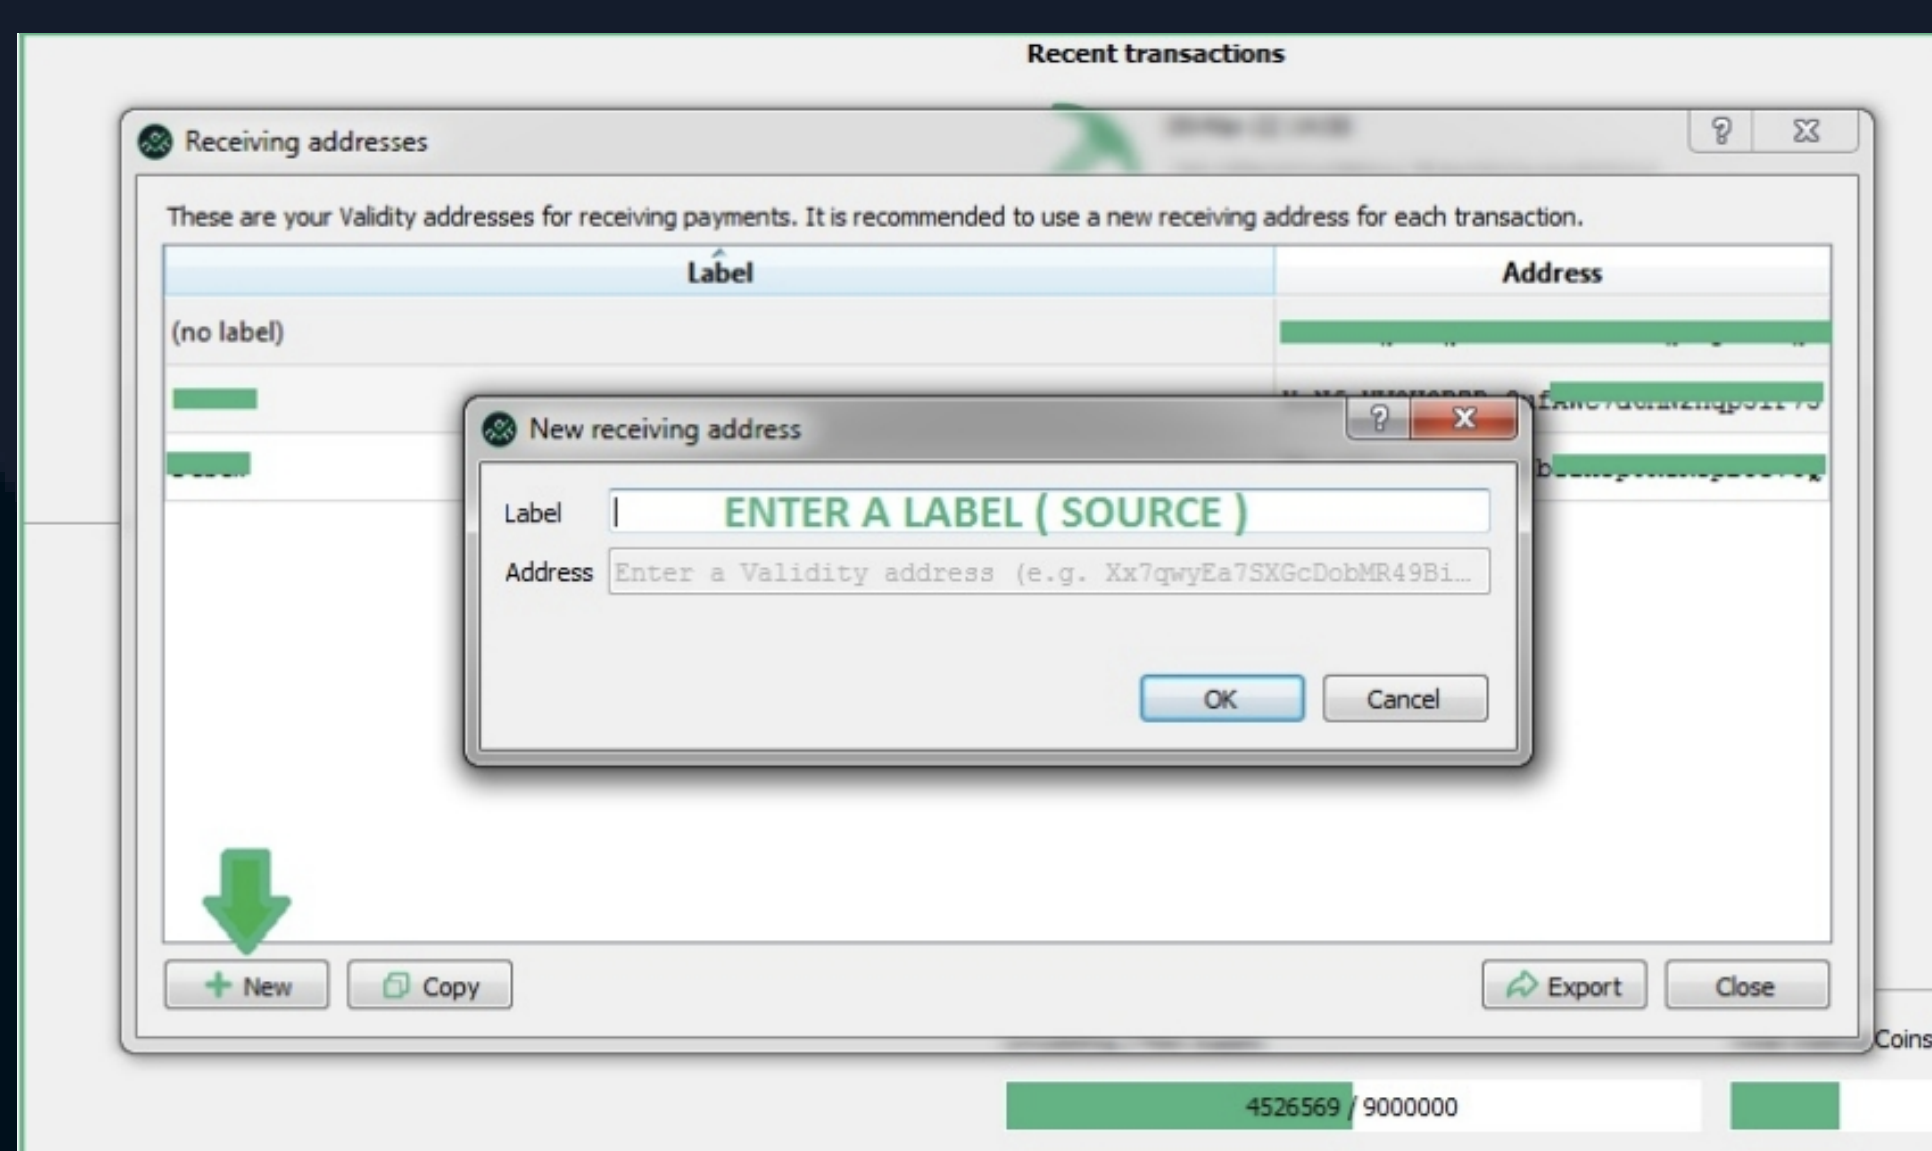 Recent transactions
Receiving addresses
These are your Validity addresses for receiving payments. It is recommended to use a new receiving address for each transaction.
Label Address
(no label)
New receiving address
Label ENTER A LABEL ( SOURCE )
Address Enter a Validity address (e.g. Xx7qwyEa7SXGcDobMR49Bi...
OK Cancel
New Copy Export Close
Coins
4526569 / 9000000